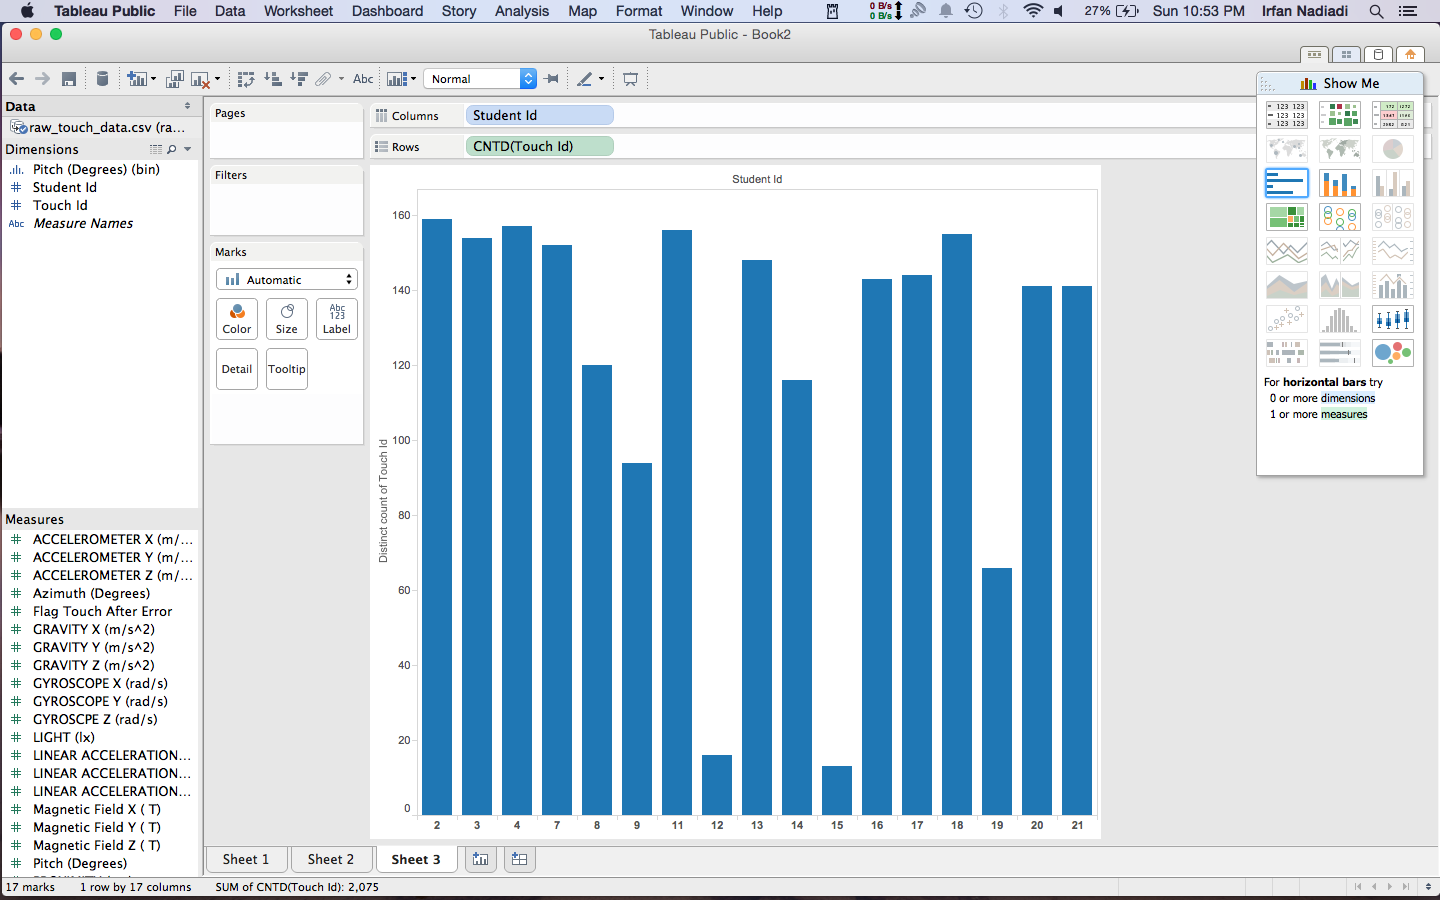 Tableau Public File Data Worksheet Dashboard Story Analysis Map Format Window Help 0 B/s 0 B/s 27% Sun 10:53 PM Irfan Nadiadi
Tableau Public - Book2
Abc Normal
Show Me
Data
raw_touch_data.csv (ra...
Dimensions
Pitch (Degrees) (bin)
Student Id
Touch Id
Abc Measure Names
Measures
ACCELEROMETER X (m/...
ACCELEROMETER Y (m/...
ACCELEROMETER Z (m/...
Azimuth (Degrees)
Flag Touch After Error
GRAVITY X (m/s^2)
GRAVITY Y (m/s^2)
GRAVITY Z (m/s^2)
GYROSCOPE X (rad/s)
GYROSCOPE Y (rad/s)
GYROSCPE Z (rad/s)
LIGHT (lx)
LINEAR ACCELERATION...
LINEAR ACCELERATION...
LINEAR ACCELERATION...
Magnetic Field X ( T)
Magnetic Field Y ( T)
Magnetic Field Z ( T)
Pitch (Degrees)
Pages
Filters
Marks
Automatic
Color Size Abc 123 Label
Detail Tooltip
Columns Student Id
Rows CNTD(Touch Id)
Student Id
Distinct count of Touch Id
160
140
120
100
80
60
40
20
0
2 3 4 7 8 9 11 12 13 14 15 16 17 18 19 20 21
For horizontal bars try
0 or more dimensions
1 or more measures
Sheet 1 Sheet 2 Sheet 3
17 marks 1 row by 17 columns SUM of CNTD(Touch Id): 2,075